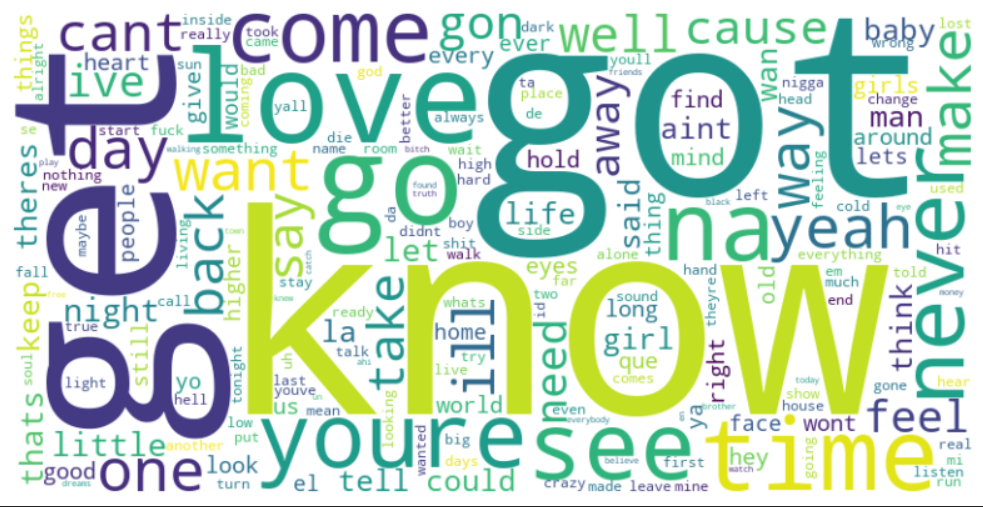 know
got
get
love
go
come
time
see
youre
never
na
yeah
feel
one
day
want
cant
back
way
make
well
cause
gon
ill
say
take
little
night
ive
need
let
life
girl
could
man
away
think
right
said
thing
baby
find
aint
mind
hold
keep
theres
thats
things
alright
heart
inside
really
took
came
dark
ever
every
youll
friends
wan
nigga
head
girls
wrong
lost
change
around
lets
used
given
would
bad
coming
sun
god
yall
always
better
ta
place
de
start
fuck
nothing
new
play
walking
something
die
name
room
bitch
wait
high
hard
found
truth
da
boy
didnt
shit
walk
side
alone
black
left
cold
eye
feeling
everything
hit
money
maybe
people
living
higher
town
stay
catch
know
eyes
far
hand
theyre
old
em
much
end
told
fall
free
call
true
soul
still
light
yo
hell
tonight
la
ready
talk
ahi
whats
home
try
live
two
id
sound
long
que
comes
today
show
house
gone
hear
uh
last
youve
un
us
mean
looking
world
even
everybody
ya
en
brother
face
wont
hey
watch
going
real
mi
listen
run
another
good
dreams
look
turn
low
put
el
tell
wanted
big
days
believe
first
crazy
made
leave
mine
se